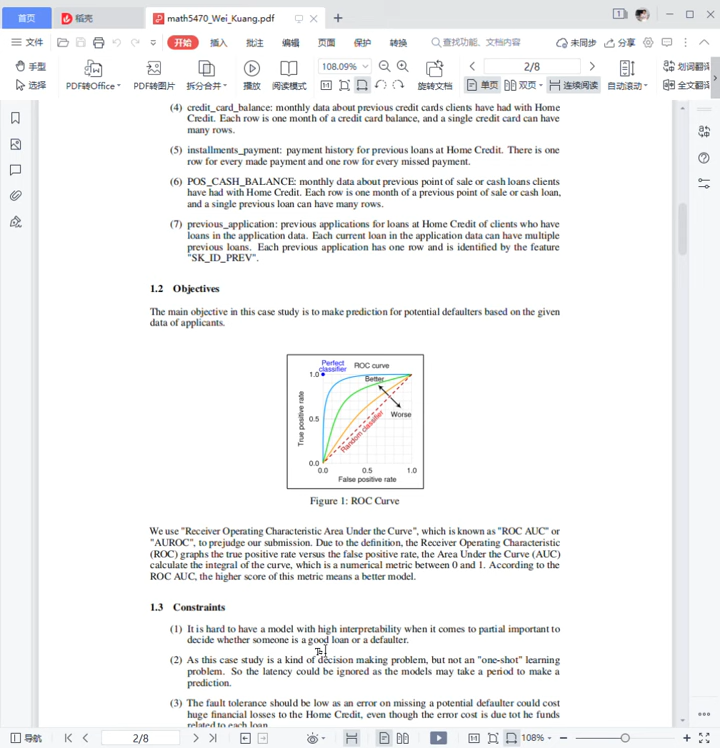 首页
稻壳
math5470_Wei_Kuang.pdf
文件
开始
插入
批注
编辑
页面
保护
转换
查找功能、文档内容
未同步
分享
手型
选择
PDF转Office
PDF转图片
拆分合并
播放
阅读模式
108.09%
2/8
旋转文档
单页
双页
连续阅读
自动滚动
划词翻译
全文翻译
(4) credit_card_balance: monthly data about previous credit cards clients have had with Home
Credit. Each row is one month of a credit card balance, and a single credit card can have
many rows.
(5) installments_payment: payment history for previous loans at Home Credit. There is one
row for every made payment and one row for every missed payment.
(6) POS_CASH_BALANCE: monthly data about previous point of sale or cash loans clients
have had with Home Credit. Each row is one month of a previous point of sale or cash loan,
and a single previous loan can have many rows.
(7) previous_application: previous applications for loans at Home Credit of clients who have
loans in the application data. Each current loan in the application data can have multiple
previous loans. Each previous application has one row and is identified by the feature
"SK_ID_PREV".
1.2 Objectives
The main objective in this case study is to make prediction for potential defaulters based on the given
data of applicants.
Perfect
classifier
ROC curve
1.0
Better
Worse
0.5
Random classifier
True positive rate
0.0
0.0
0.5
1.0
False positive rate
Figure 1: ROC Curve
We use "Receiver Operating Characteristic Area Under the Curve", which is known as "ROC AUC" or
"AUROC", to prejudge our submission. Due to the definition, the Receiver Operating Characteristic
(ROC) graphs the true positive rate versus the false positive rate, the Area Under the Curve (AUC)
calculate the integral of the curve, which is a numerical metric between 0 and 1. According to the
ROC AUC, the higher score of this metric means a better model.
1.3 Constraints
(1) It is hard to have a model with high interpretability when it comes to partial important to
decide whether someone is a good loan or a defaulter.
(2) As this case study is a kind of decision making problem, but not an "one-shot" learning
problem. So the latency could be ignored as the models may take a period to make a
prediction.
(3) The fault tolerance should be low as an error on missing a potential defaulter could cost
huge financial losses to the Home Credit, even though the error cost is due tot he funds
related to each loan
导航
2/8
108%